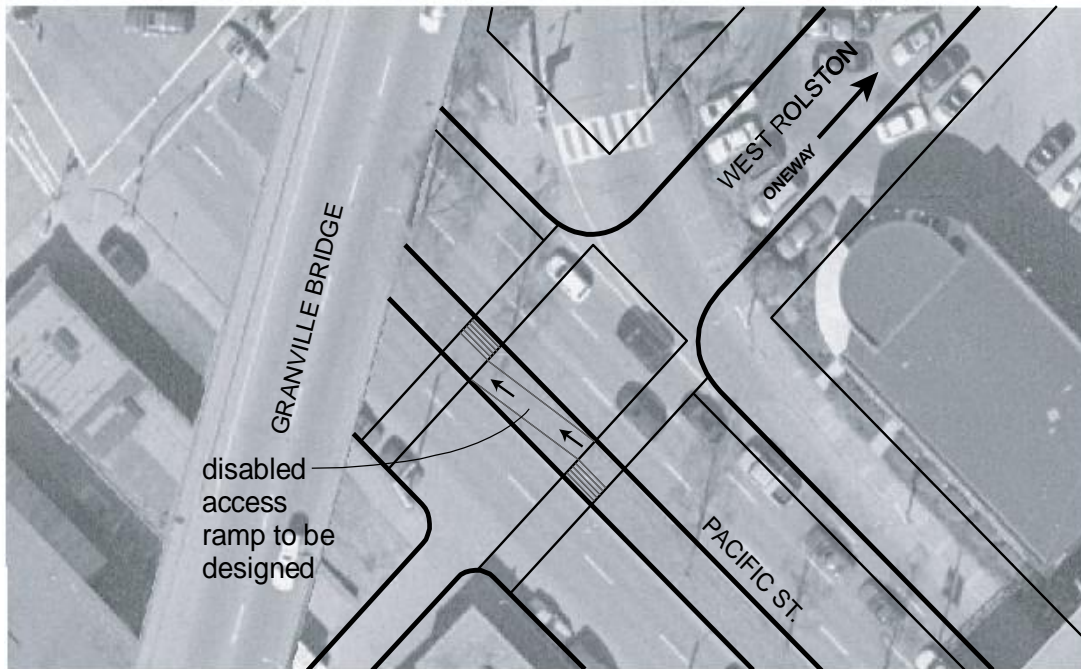 WEST ROLSTON
ONEWAY
GRANVILLE BRIDGE
disabled
access
ramp to be
designed
PACIFIC ST.